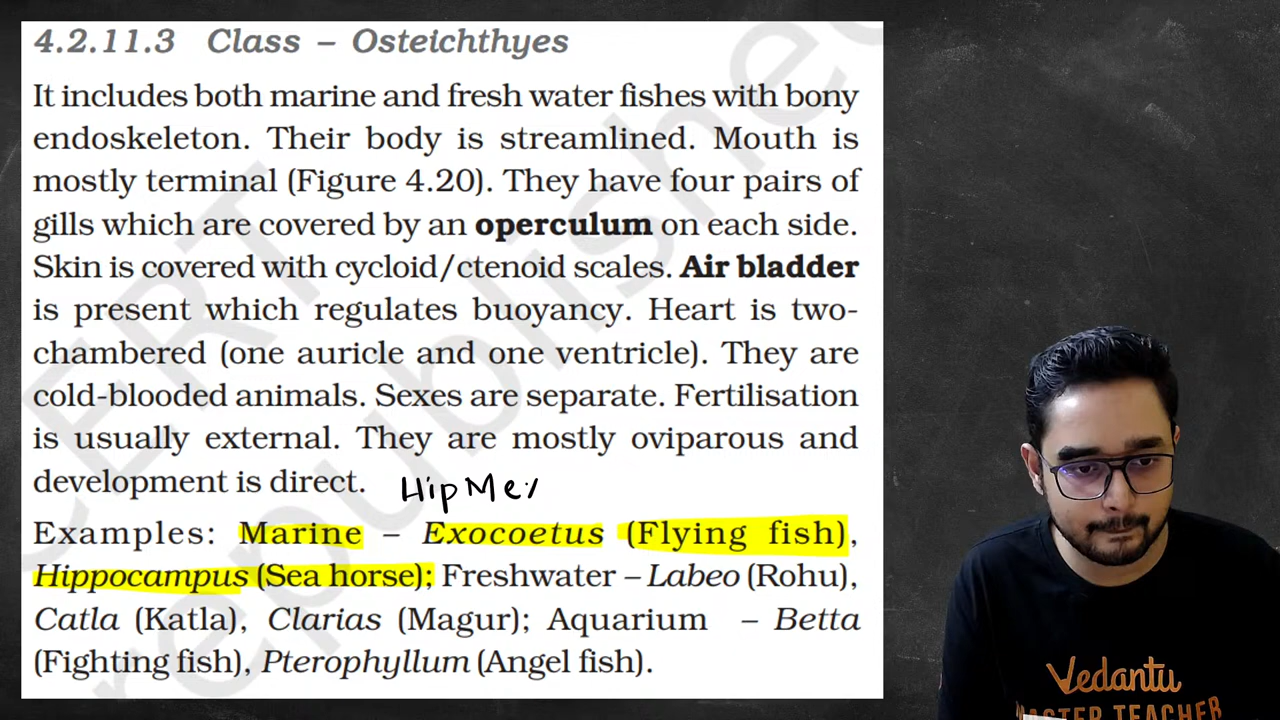 4.2.11.3 Class – Osteichthyes
It includes both marine and fresh water fishes with bony
endoskeleton. Their body is streamlined. Mouth is
mostly terminal (Figure 4.20). They have four pairs of
gills which are covered by an operculum on each side.
Skin is covered with cycloid/ctenoid scales. Air bladder
is present which regulates buoyancy. Heart is two-
chambered (one auricle and one ventricle). They are
cold-blooded animals. Sexes are separate. Fertilisation
is usually external. They are mostly oviparous and
development is direct.
HipMe
Examples: Marine – Exocoetus (Flying fish),
Hippocampus (Sea horse); Freshwater – Labeo (Rohu),
Catla (Katla), Clarias (Magur); Aquarium – Betta
(Fighting fish), Pterophyllum (Angel fish).
Vedantu
MASTER TEACHER